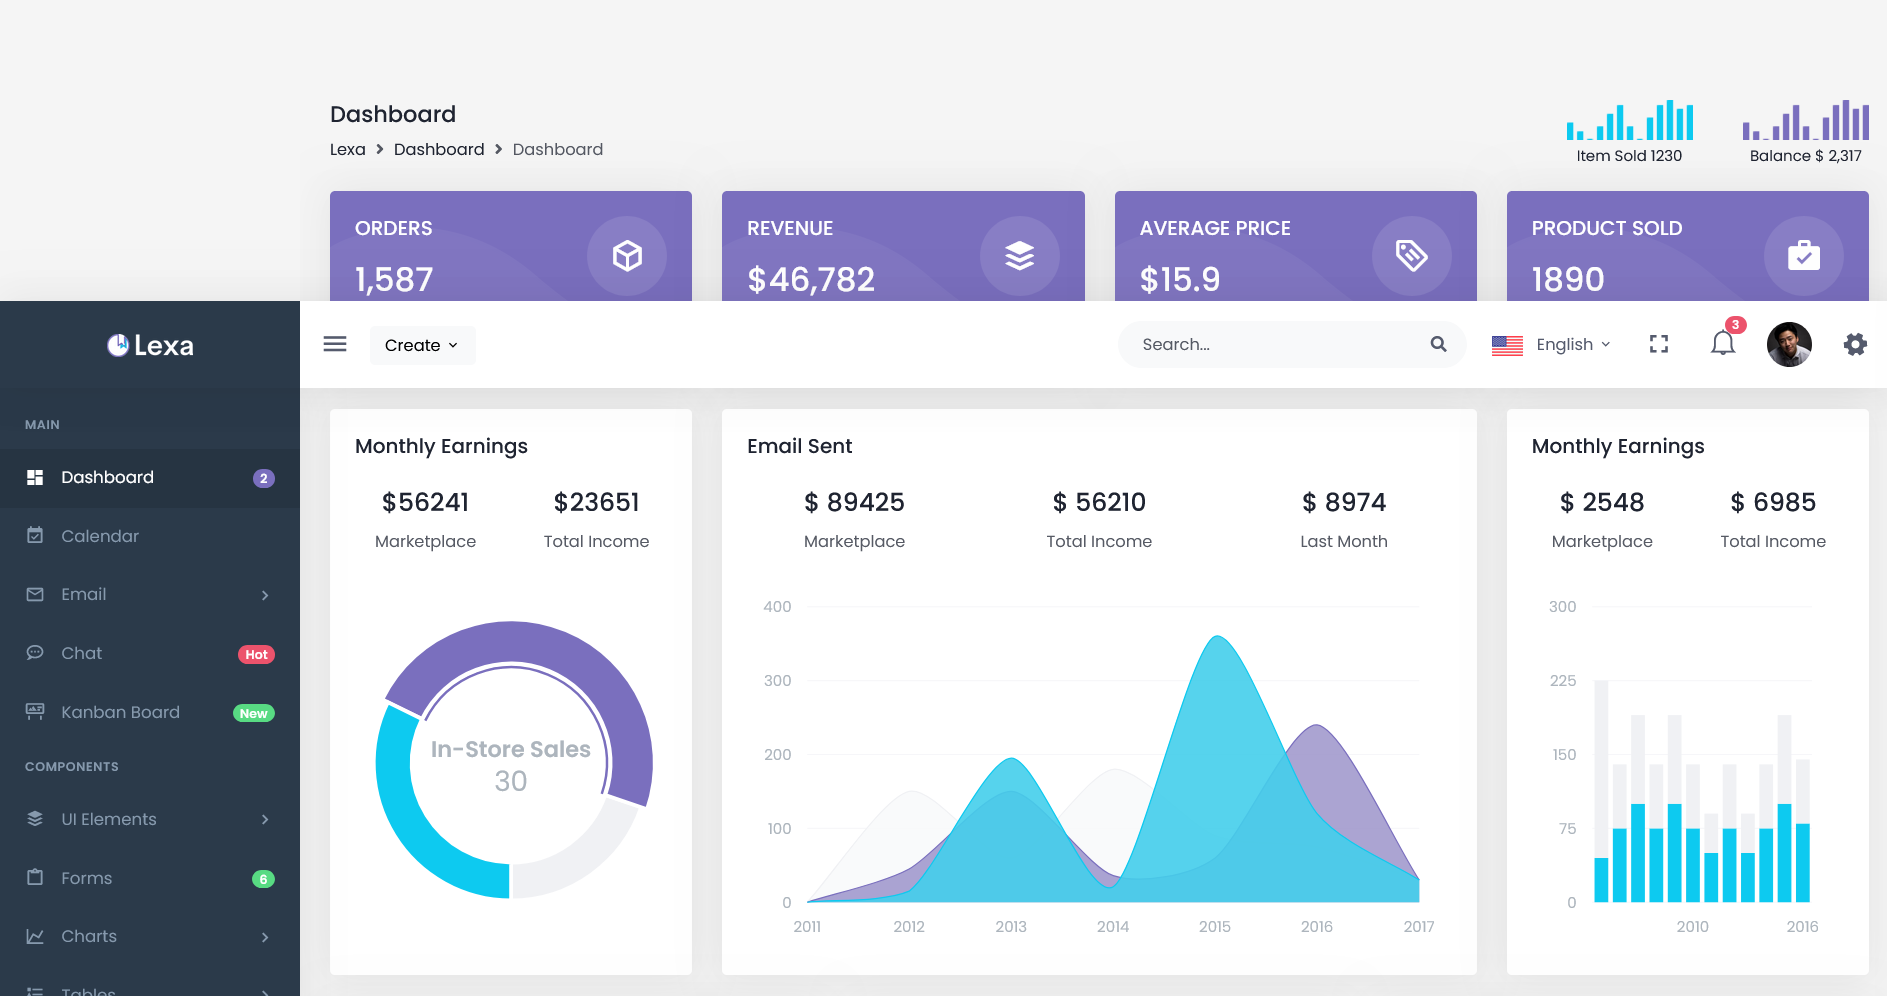 Dashboard
Lexa > Dashboard > Dashboard
Item Sold 1230
Balance $ 2,317
ORDERS
1,587
REVENUE
$46,782
AVERAGE PRICE
$15.9
PRODUCT SOLD
1890
Lexa
Create
Search...
English
3
MAIN
Dashboard 2
Calendar
Email
Chat Hot
Kanban Board New
COMPONENTS
UI Elements
Forms 6
Charts
Tables
Monthly Earnings
$56241 $23651
Marketplace Total Income
In-Store Sales
30
Email Sent
$ 89425 $ 56210 $ 8974
Marketplace Total Income Last Month
400
300
200
100
0
2011 2012 2013 2014 2015 2016 2017
Monthly Earnings
$ 2548 $ 6985
Marketplace Total Income
300
225
150
75
0
2010 2016